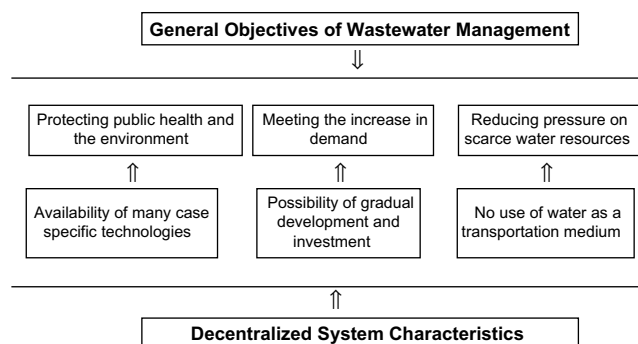 General Objectives of Wastewater Management
⇓
Protecting public health and
the environment
Meeting the increase in
demand
Reducing pressure on
scarce water resources
⇑ ⇑ ⇑
Availability of many case
specific technologies
Possibility of gradual
development and
investment
No use of water as a
transportation medium
⇑
Decentralized System Characteristics